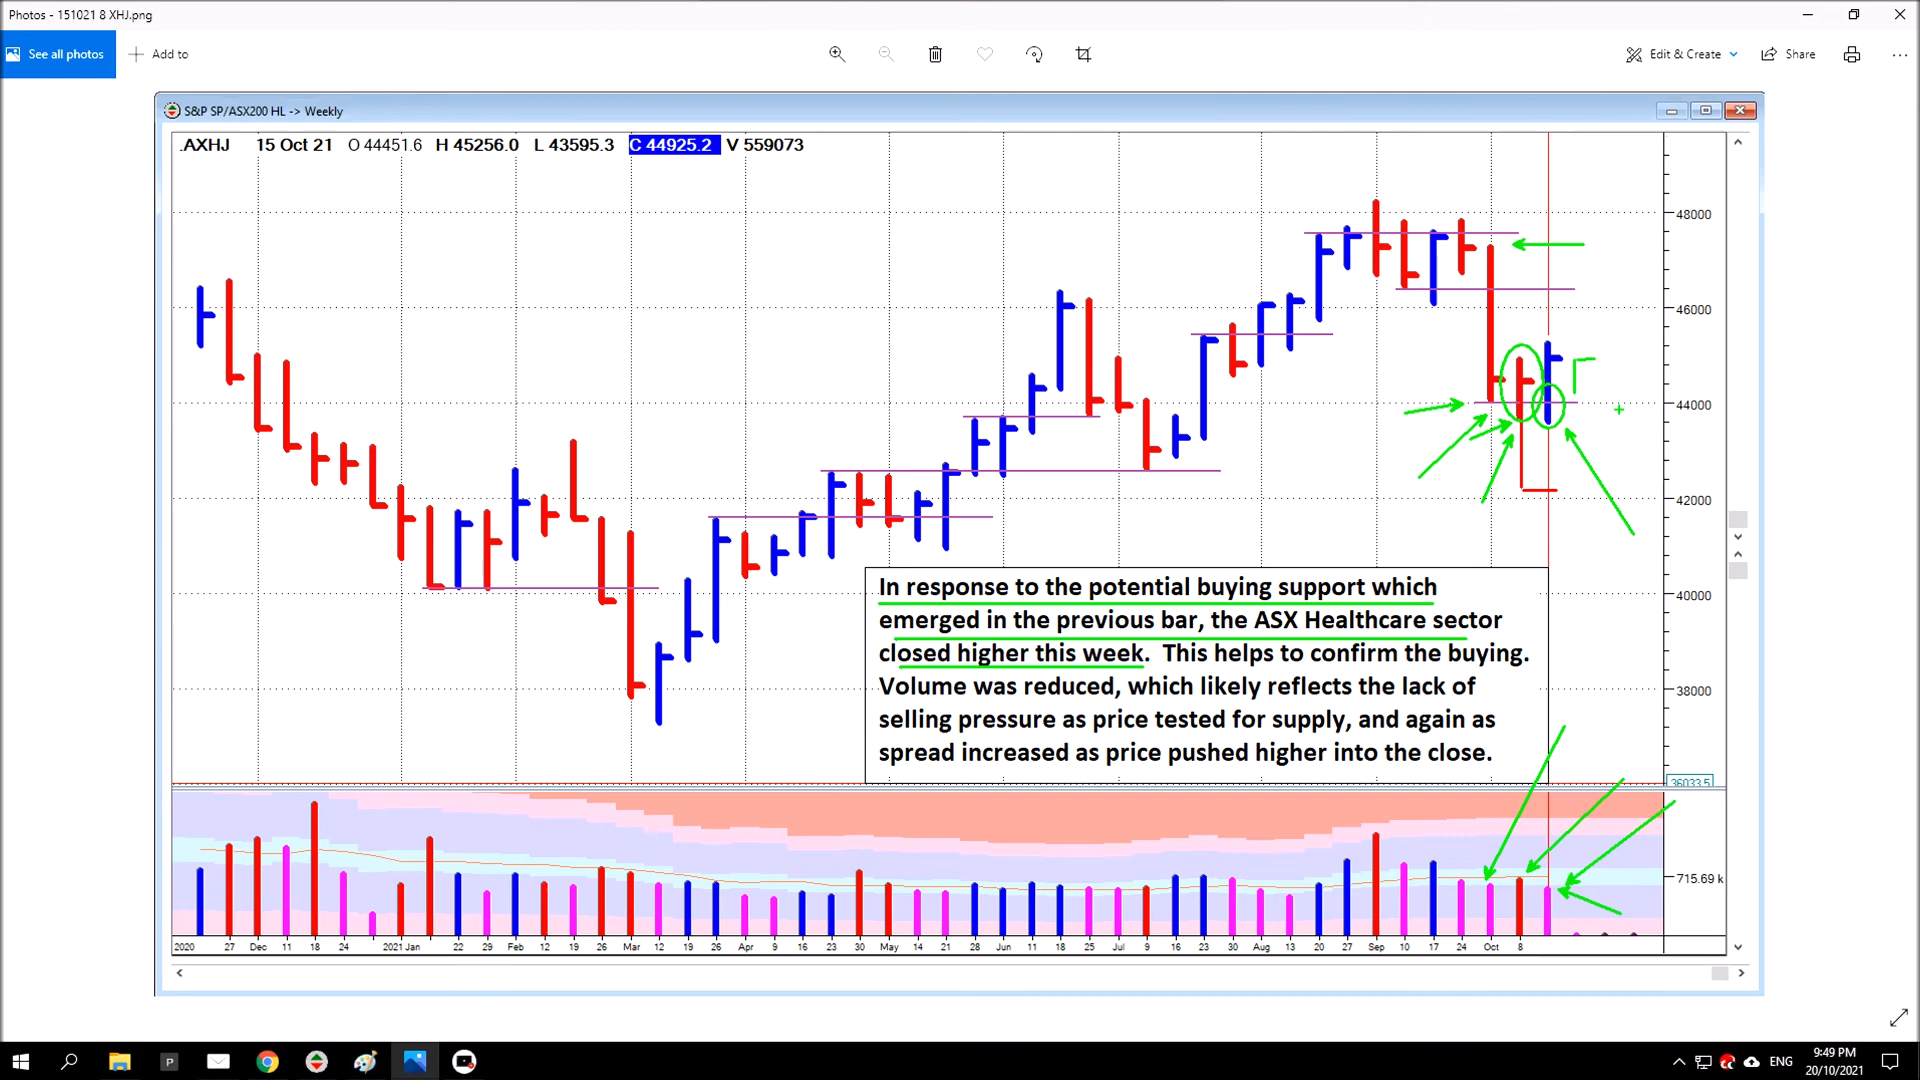 Photos - 151021 8 XHJ.png
See all photos
Add to
Edit & Create
Share
S&P SP/ASX200 HL -> Weekly
.AXHJ 15 Oct 21 O 44451.6 H 45256.0 L 43595.3 C 44925.2 V 559073
48000
46000
44000
42000
40000
38000
36033.5
In response to the potential buying support which
emerged in the previous bar, the ASX Healthcare sector
closed higher this week. This helps to confirm the buying.
Volume was reduced, which likely reflects the lack of
selling pressure as price tested for supply, and again as
spread increased as price pushed higher into the close.
715.69 k
2020 27 Dec 11 18 24 2021 Jan 22 29 Feb 12 19 26 Mar 12 19 26 Apr 9 16 23 30 May 14 21 28 Jun 11 18 25 Jul 9 16 23 30 Aug 13 20 27 Sep 10 17 24 Oct 8
P
ENG
9:49 PM
20/10/2021